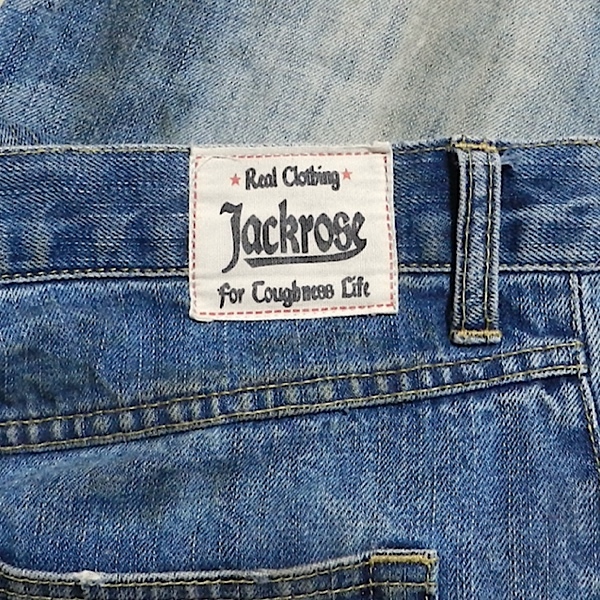 Real Clothing
Jackrose
for Toughness Life